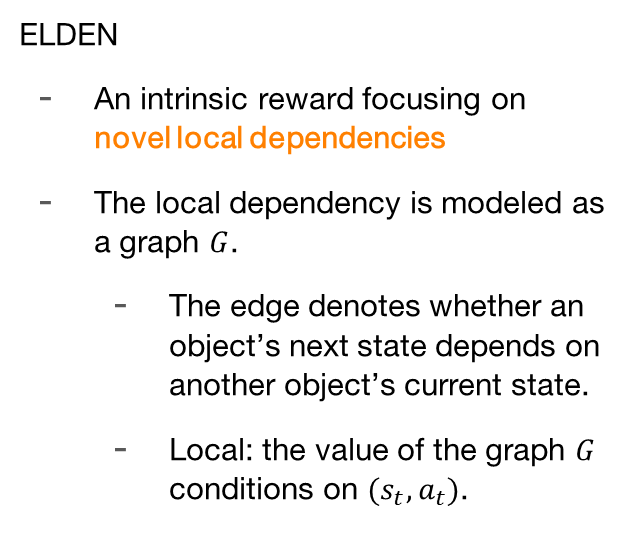 ELDEN
- An intrinsic reward focusing on
novel local dependencies
- The local dependency is modeled as
a graph G.
- The edge denotes whether an
object’s next state depends on
another object’s current state.
- Local: the value of the graph G
conditions on (sₜ, aₜ).